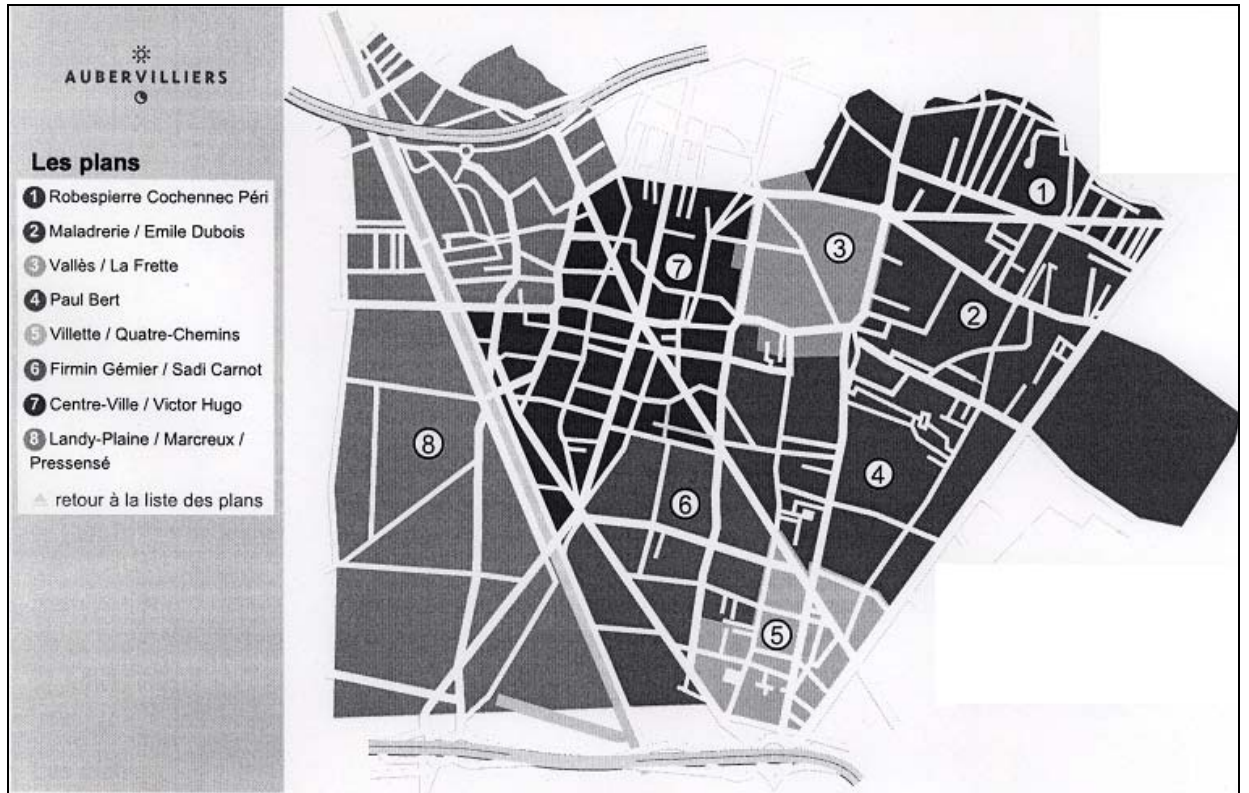 AUBERVILLIERS
Les plans
1 Robespierre Cochennec Péri
2 Maladrerie / Emile Dubois
3 Vallès / La Frette
4 Paul Bert
5 Villette / Quatre-Chemins
6 Firmin Gémier / Sadi Carnot
7 Centre-Ville / Victor Hugo
8 Landy-Plaine / Marcreux /
Pressensé
retour à la liste des plans
1
3
7
2
8
4
6
5